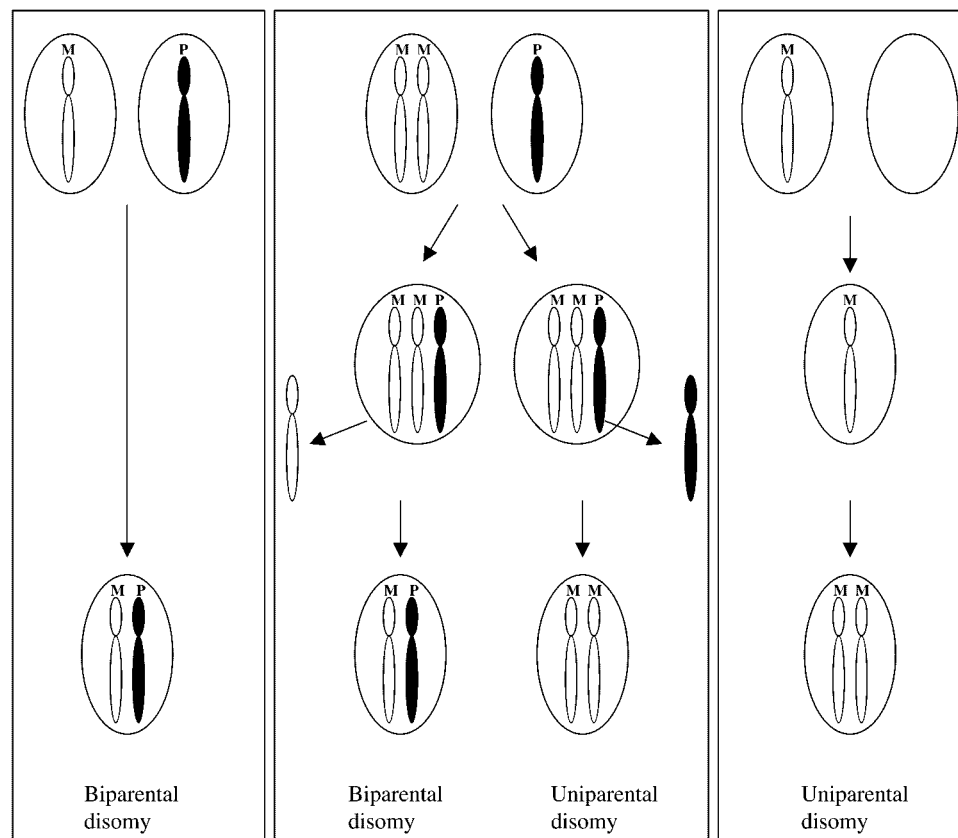 M P
M P
Biparental
disomy
M M P
M M P M M P
M P M M
Biparental Uniparental
disomy disomy
M
M
M M
Uniparental
disomy